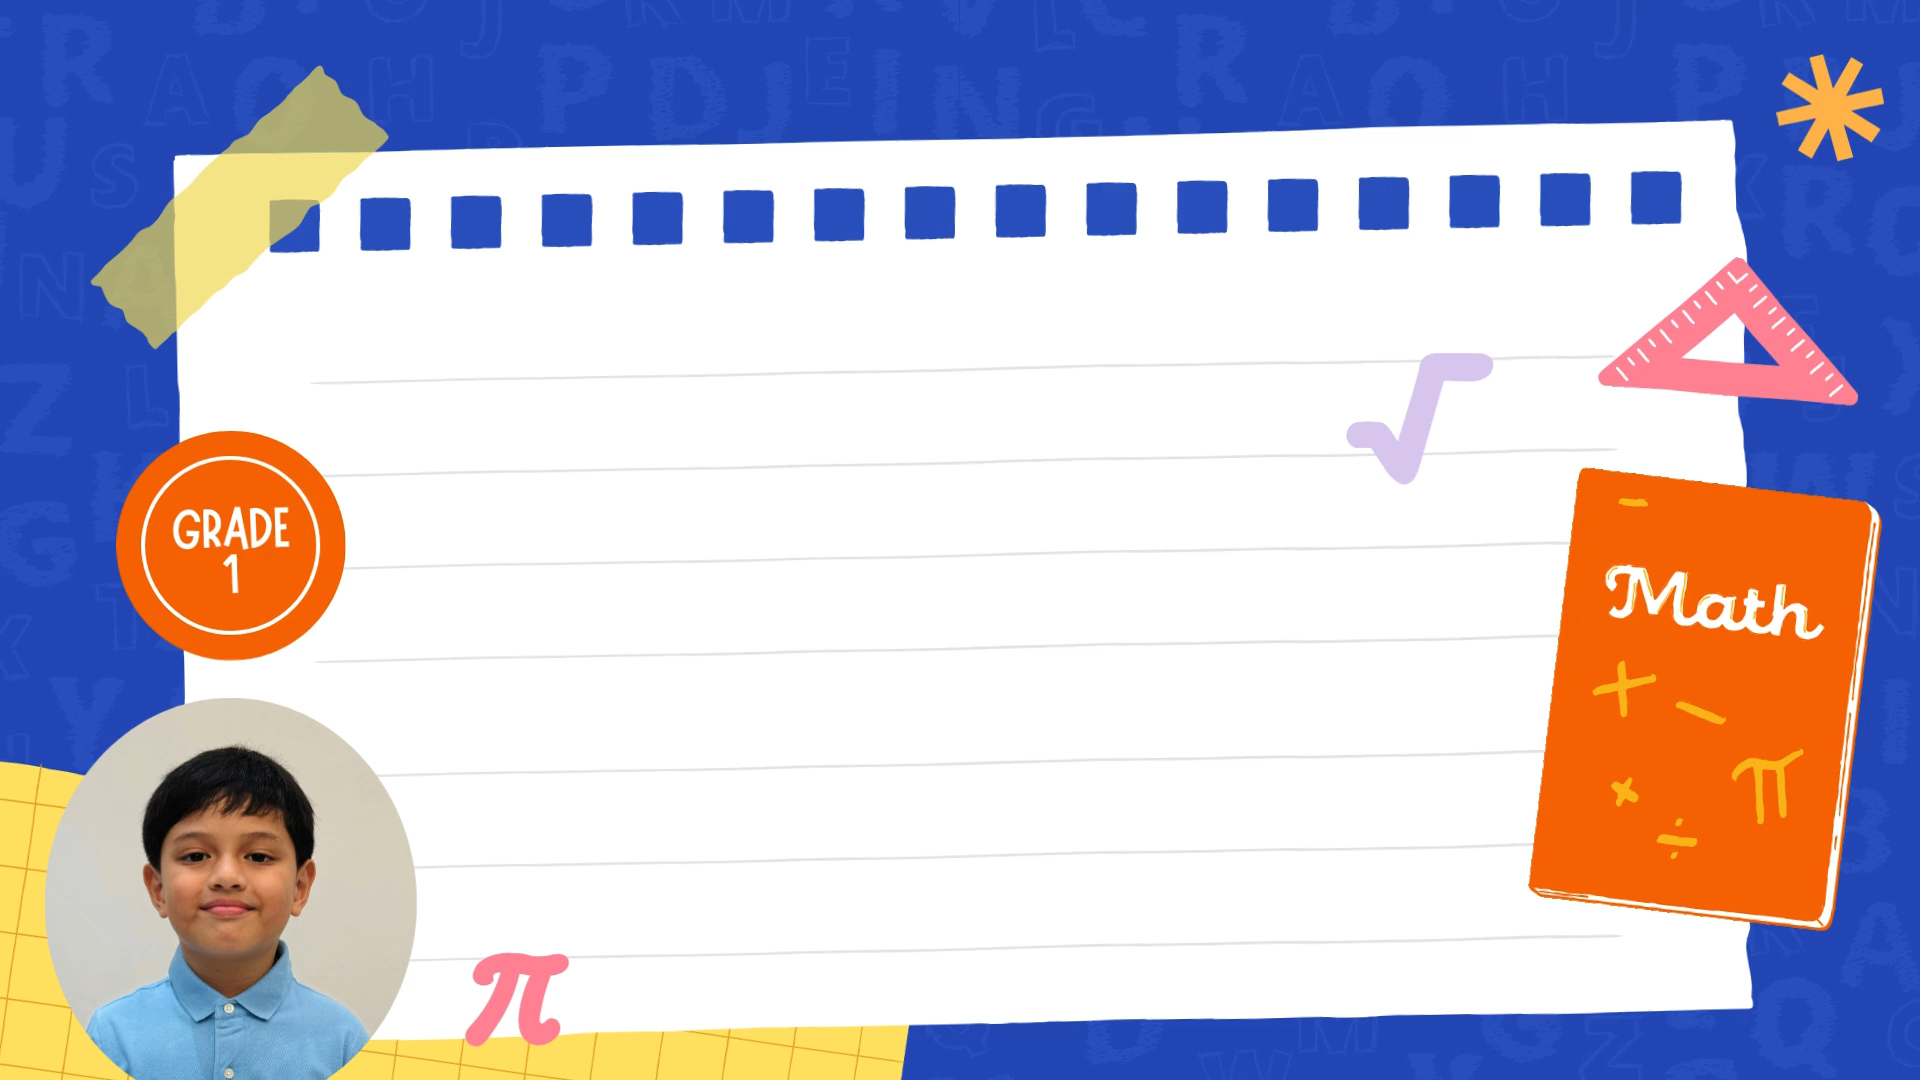 GRADE
1
Math
+ −
× π
÷
√
π